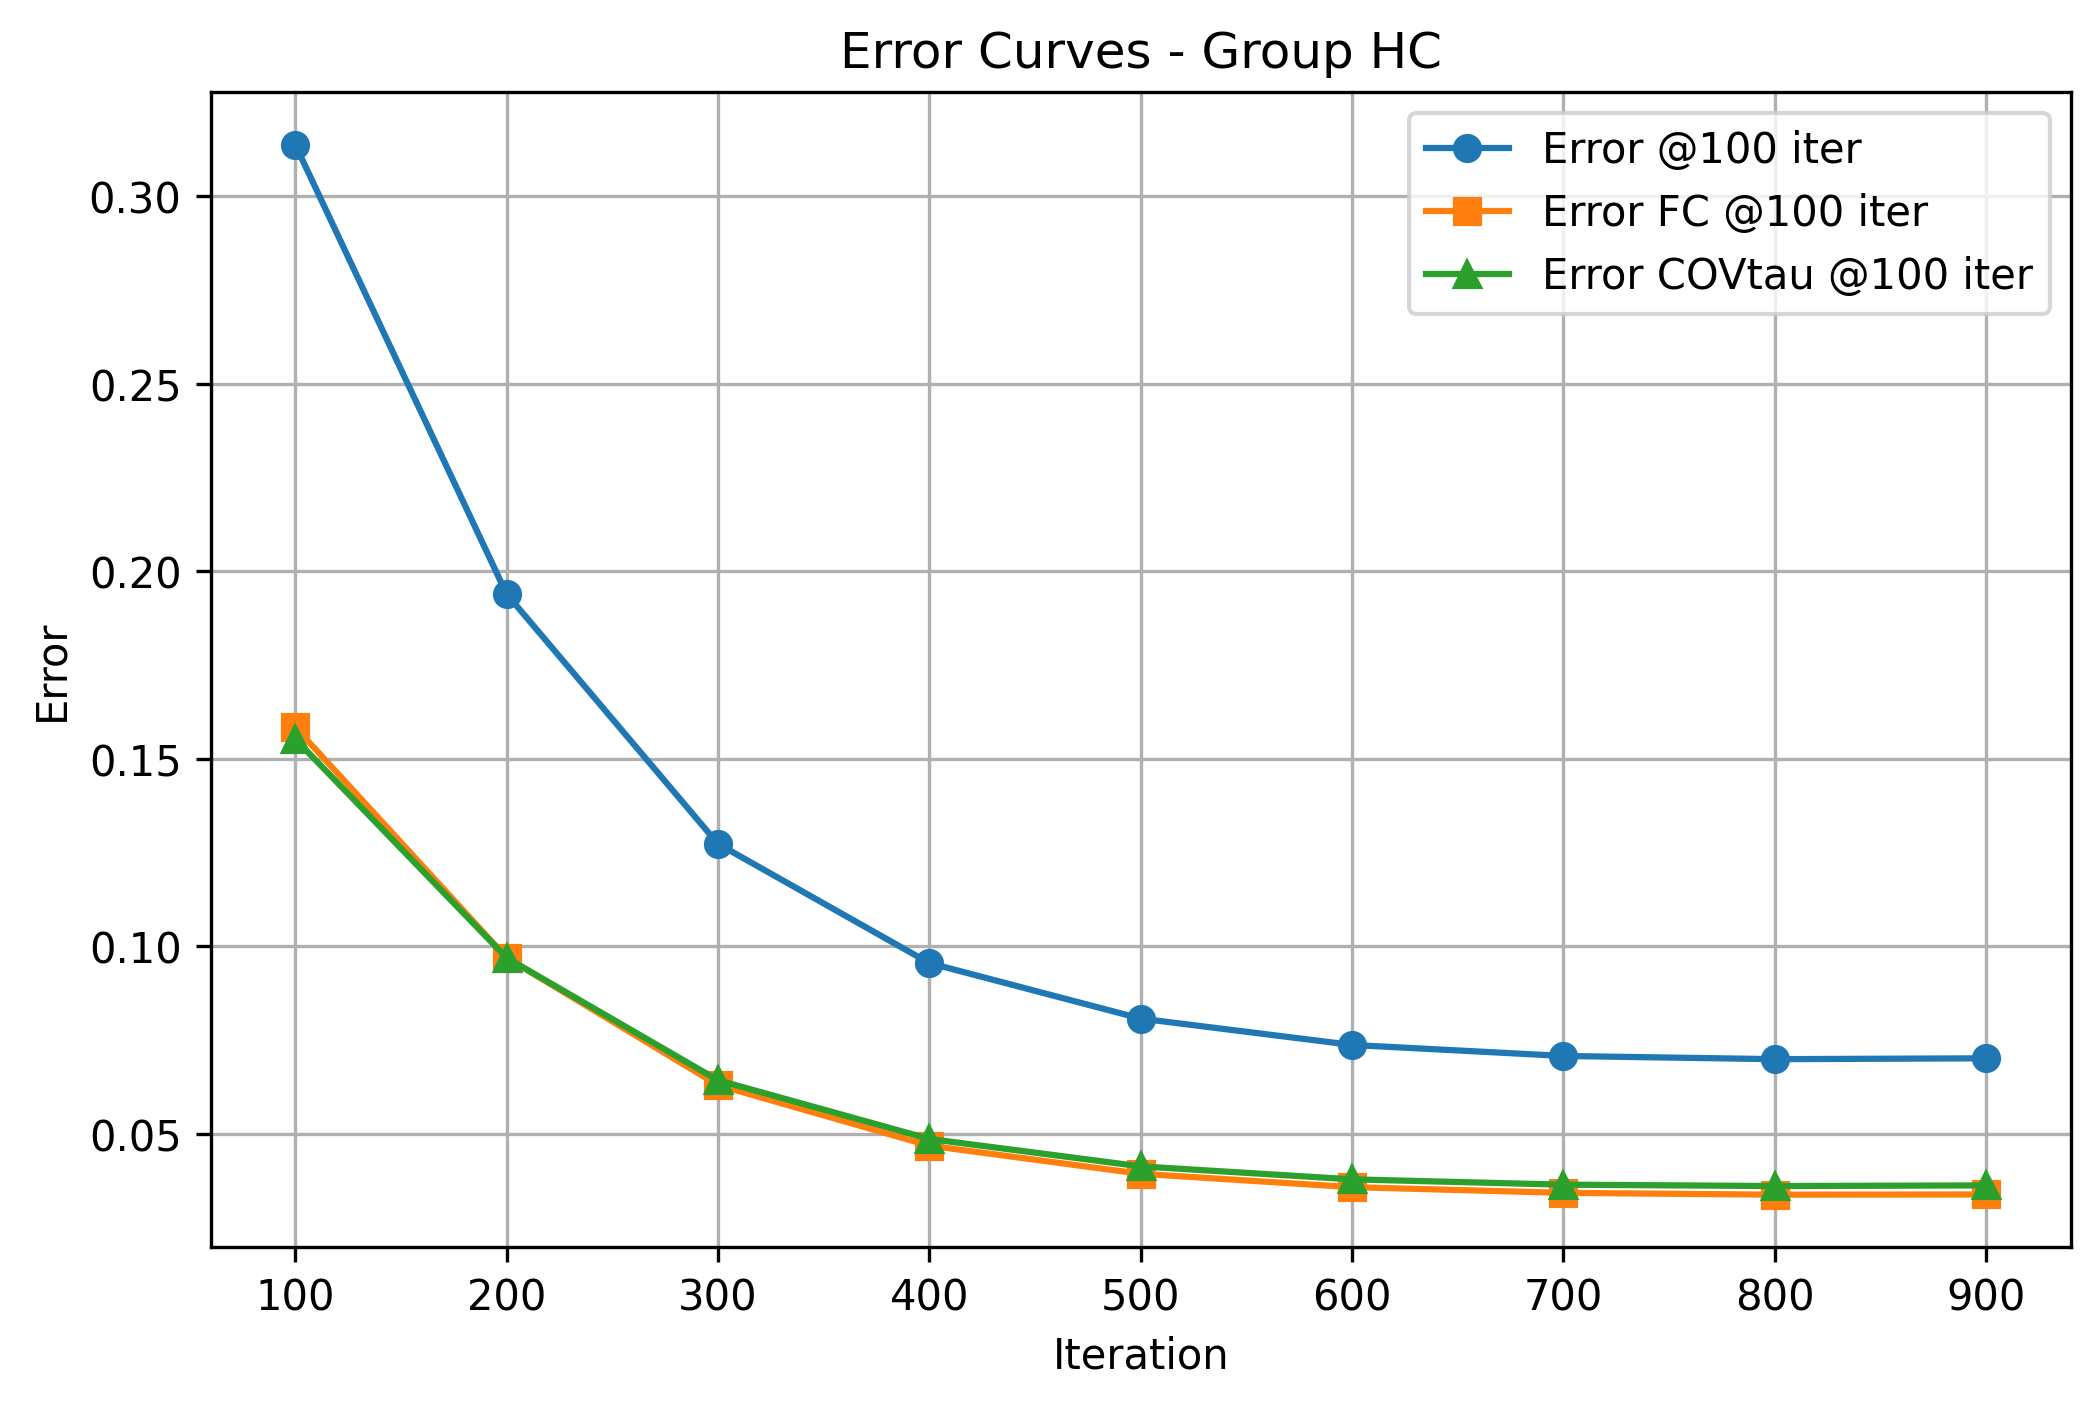 Error Curves - Group HC
Error @100 iter
Error FC @100 iter
Error COVtau @100 iter
0.30
0.25
0.20
0.15
0.10
0.05
Error
100 200 300 400 500 600 700 800 900
Iteration